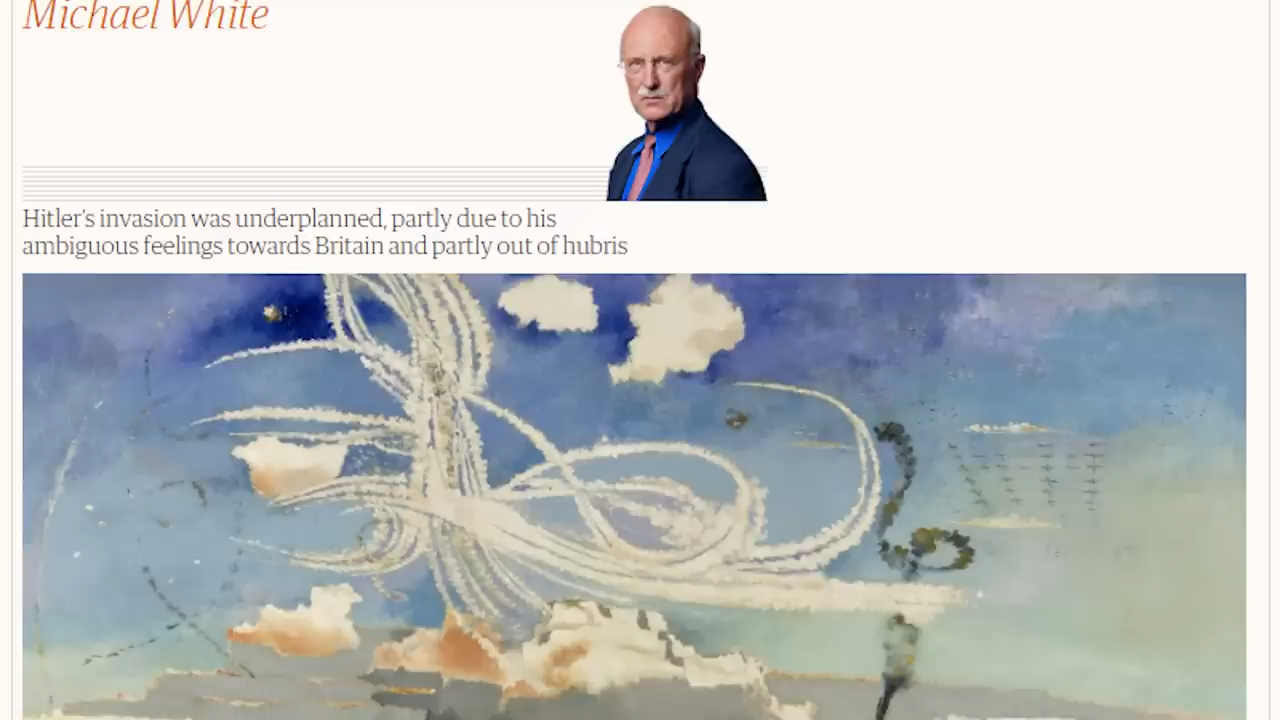 Michael White
Hitler's invasion was underplanned, partly due to his
ambiguous feelings towards Britain and partly out of hubris